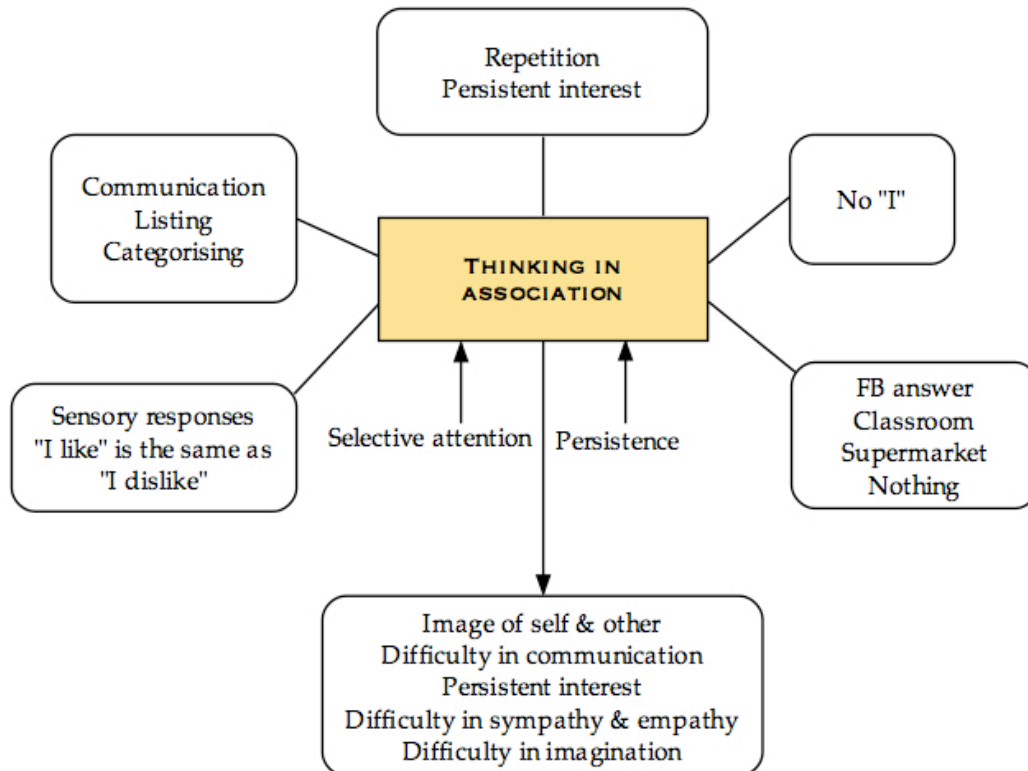 Repetition
Persistent interest
Communication
Listing
Categorising
No "I"
THINKING IN
ASSOCIATION
Sensory responses
"I like" is the same as
"I dislike"
Selective attention
Persistence
FB answer
Classroom
Supermarket
Nothing
Image of self & other
Difficulty in communication
Persistent interest
Difficulty in sympathy & empathy
Difficulty in imagination